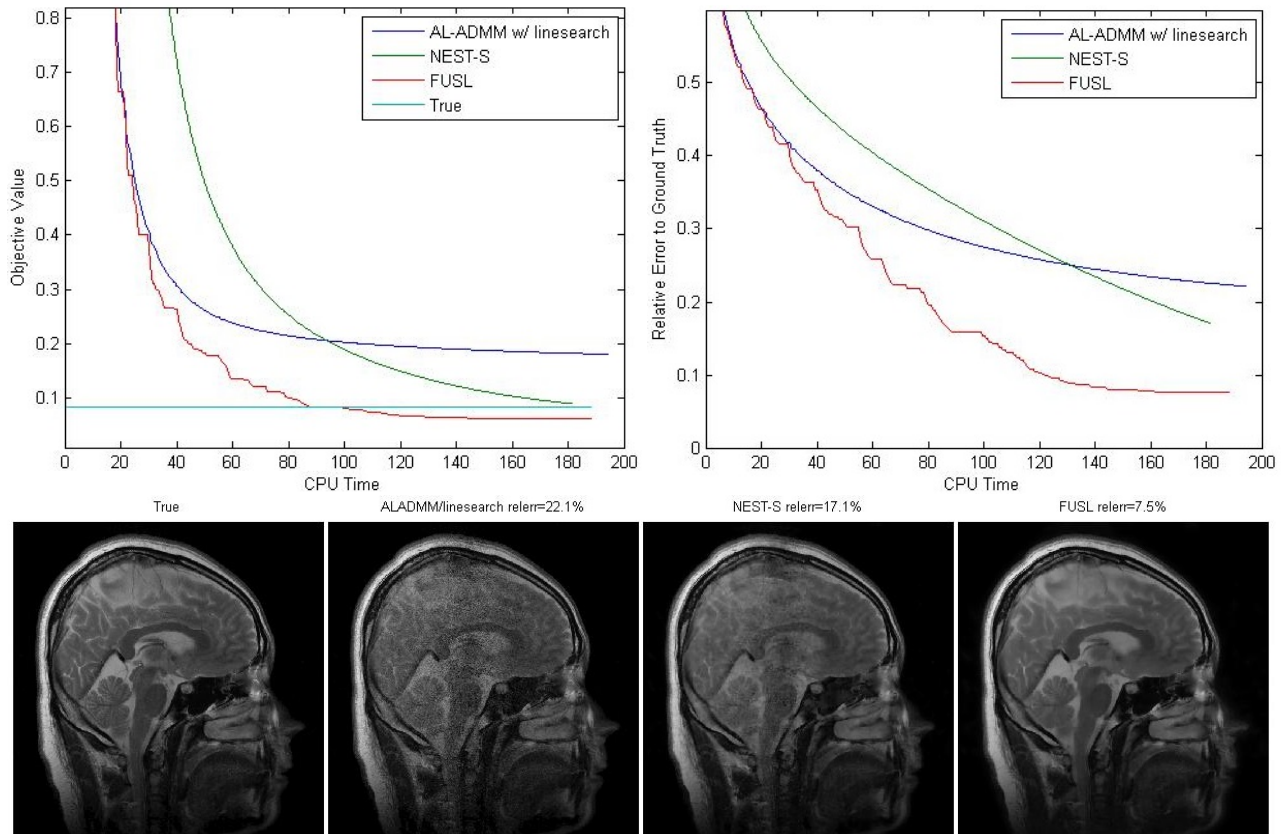 0.8
0.7
0.6
0.5
0.4
0.3
0.2
0.1
Objective Value
AL-ADMM w/ linesearch
NEST-S
FUSL
True
0 20 40 60 80 100 120 140 160 180 200
CPU Time
0.5
0.4
0.3
0.2
0.1
0
Relative Error to Ground Truth
AL-ADMM w/ linesearch
NEST-S
FUSL
0 20 40 60 80 100 120 140 160 180 200
CPU Time
True
ALADMM/linesearch relerr=22.1%
NEST-S relerr=17.1%
FUSL relerr=7.5%